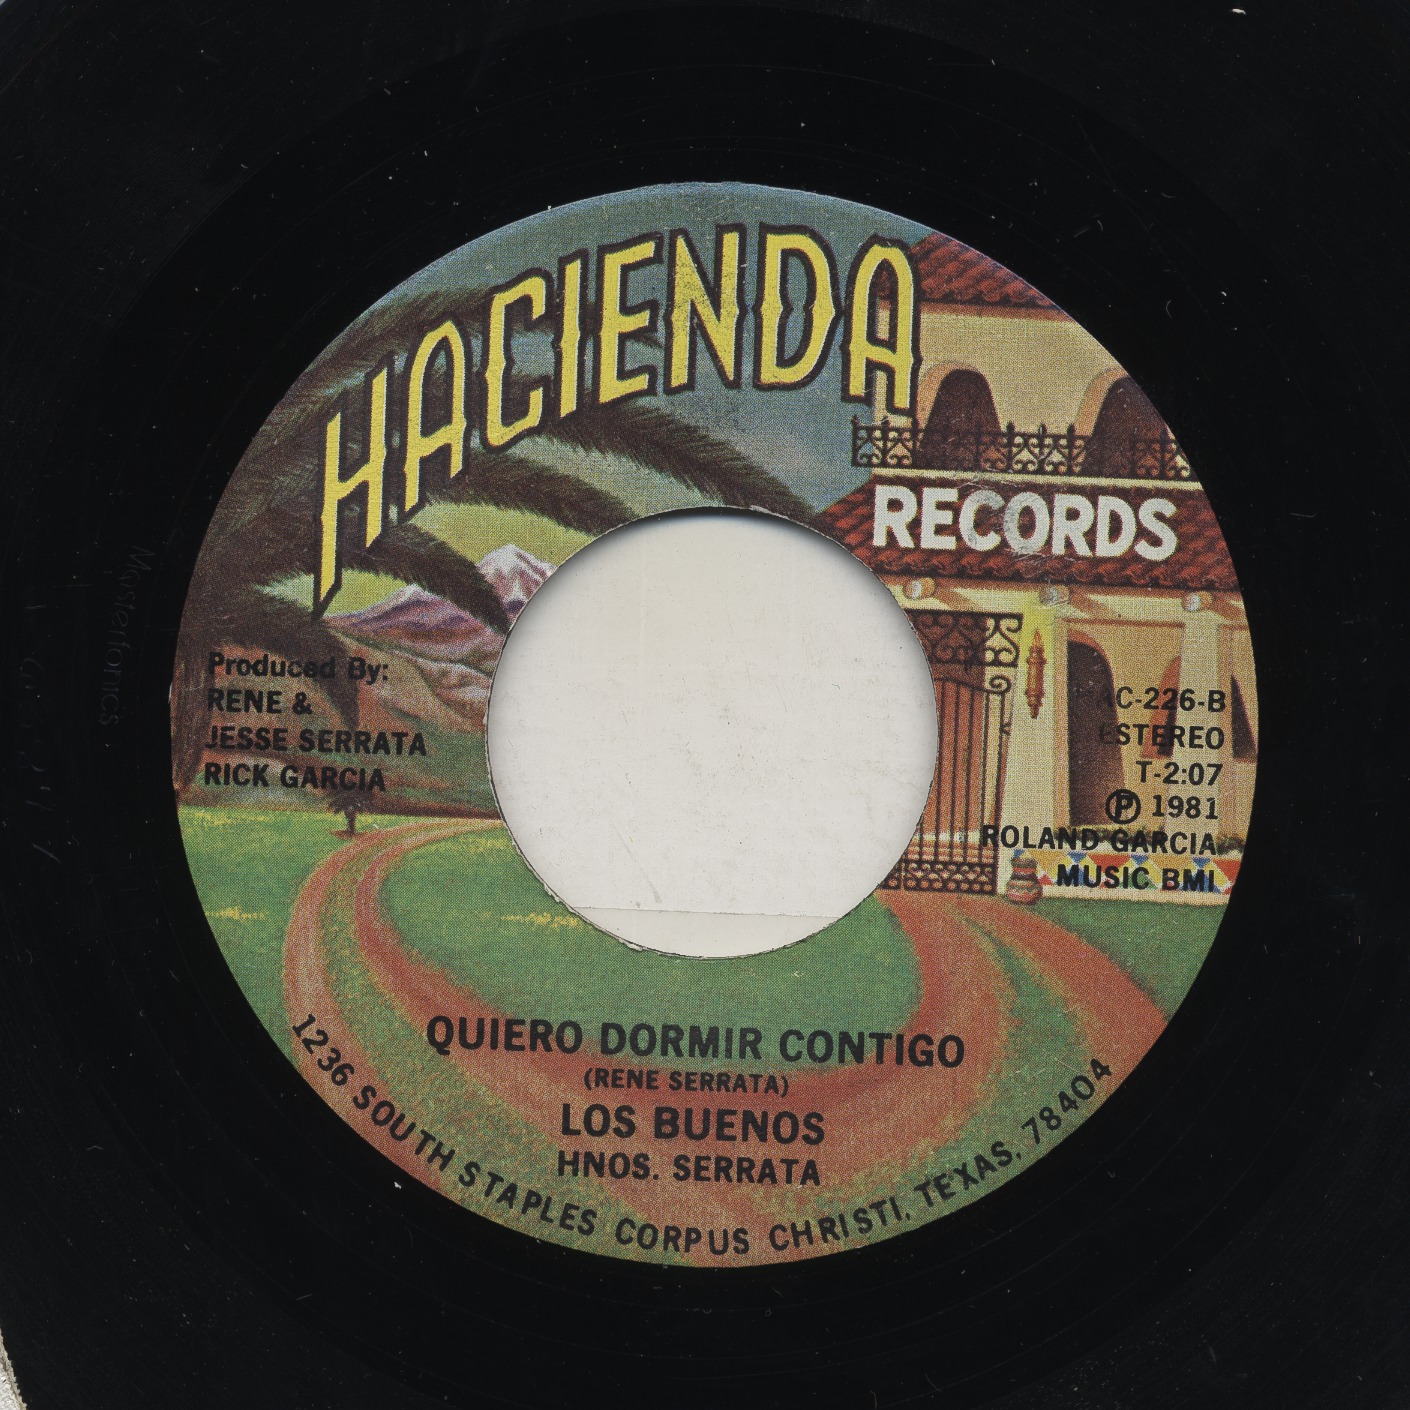 HACIENDA
RECORDS
Produced By:
RENE &
JESSE SERRATA
RICK GARCIA
AC-226-B
ESTEREO
T-2:07
Ⓟ 1981
ROLAND GARCIA
MUSIC BMI
QUIERO DORMIR CONTIGO
(RENE SERRATA)
LOS BUENOS
HNOS. SERRATA
1236 SOUTH STAPLES CORPUS CHRISTI, TEXAS, 78404
Masterfonics